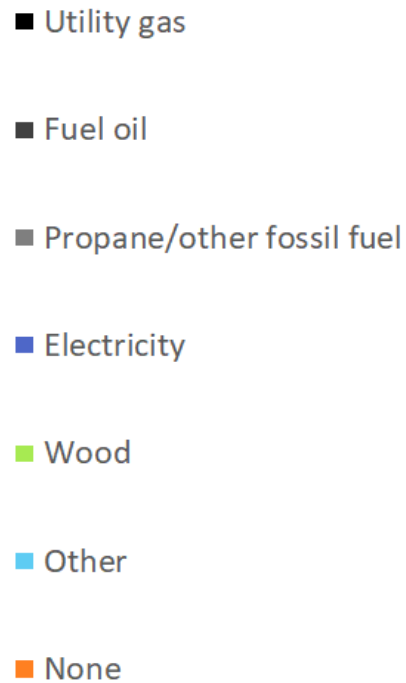 Utility gas
Fuel oil
Propane/other fossil fuel
Electricity
Wood
Other
None